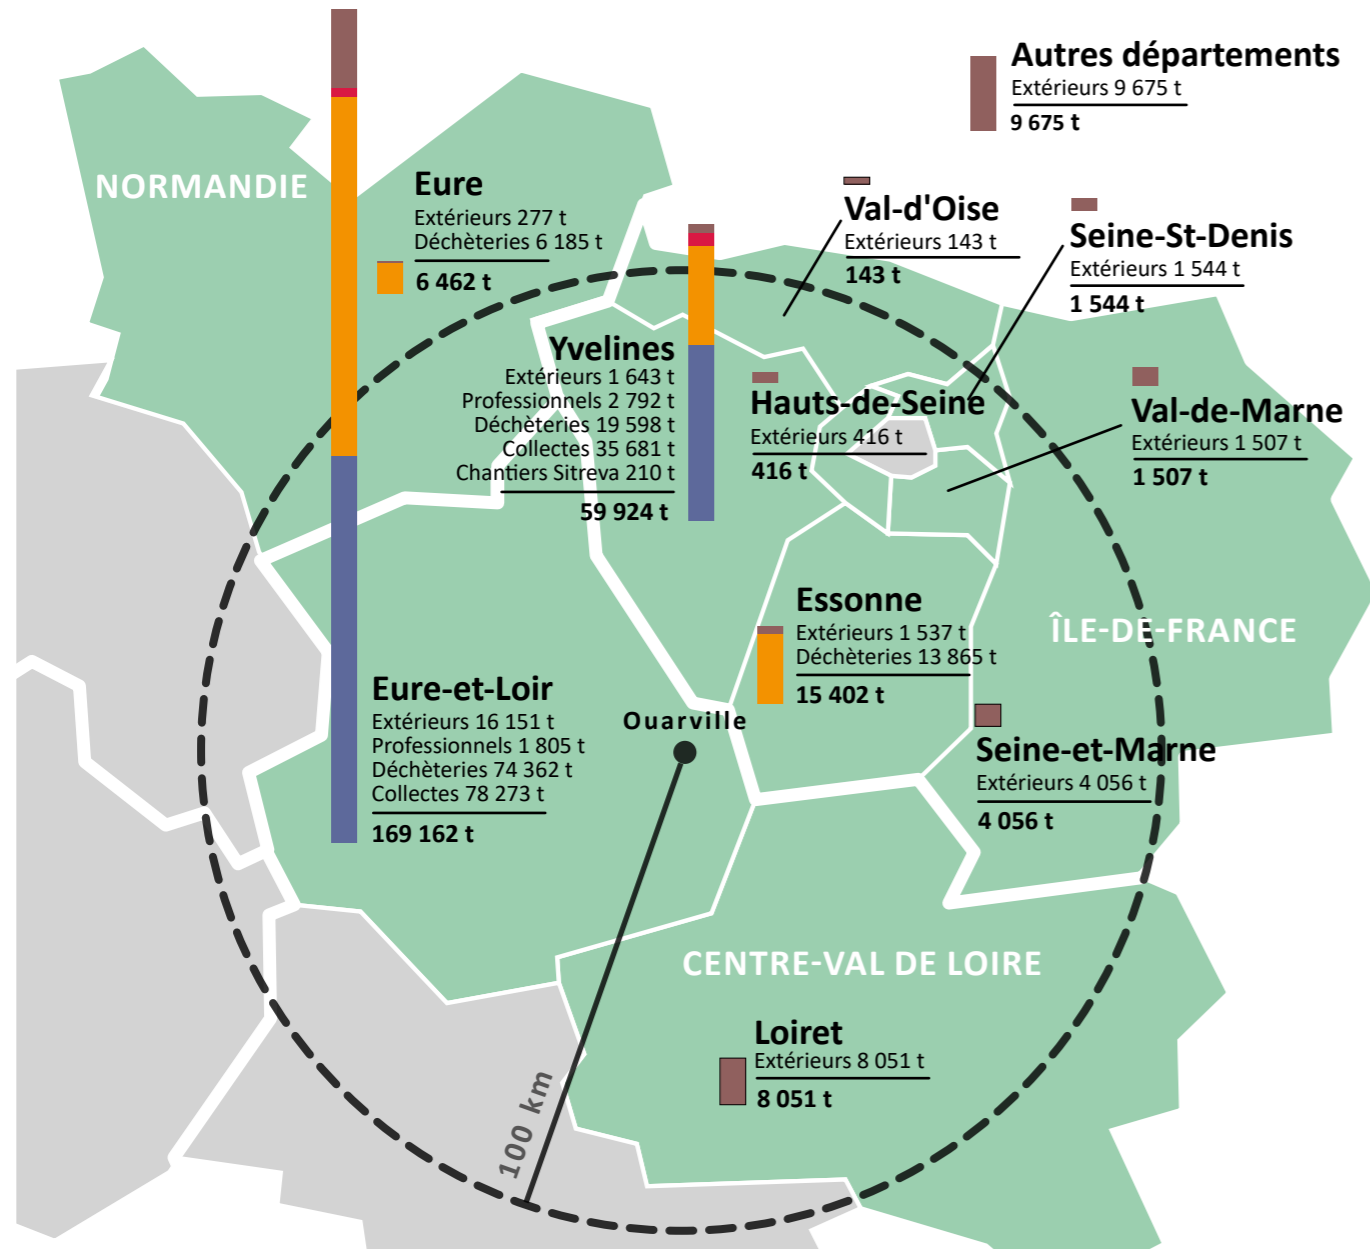 Autres départements
Extérieurs 9 675 t
9 675 t
NORMANDIE
Eure
Extérieurs 277 t
Déchèteries 6 185 t
6 462 t
Val-d'Oise
Extérieurs 143 t
143 t
Seine-St-Denis
Extérieurs 1 544 t
1 544 t
Yvelines
Extérieurs 1 643 t
Professionnels 2 792 t
Déchèteries 19 598 t
Collectes 35 681 t
Chantiers Sitreva 210 t
59 924 t
Hauts-de-Seine
Extérieurs 416 t
416 t
Val-de-Marne
Extérieurs 1 507 t
1 507 t
Essonne
Extérieurs 1 537 t
Déchèteries 13 865 t
15 402 t
ÎLE-DE-FRANCE
Eure-et-Loir
Extérieurs 16 151 t
Professionnels 1 805 t
Déchèteries 74 362 t
Collectes 78 273 t
169 162 t
Ouarville
Seine-et-Marne
Extérieurs 4 056 t
4 056 t
CENTRE-VAL DE LOIRE
Loiret
Extérieurs 8 051 t
8 051 t
100 km